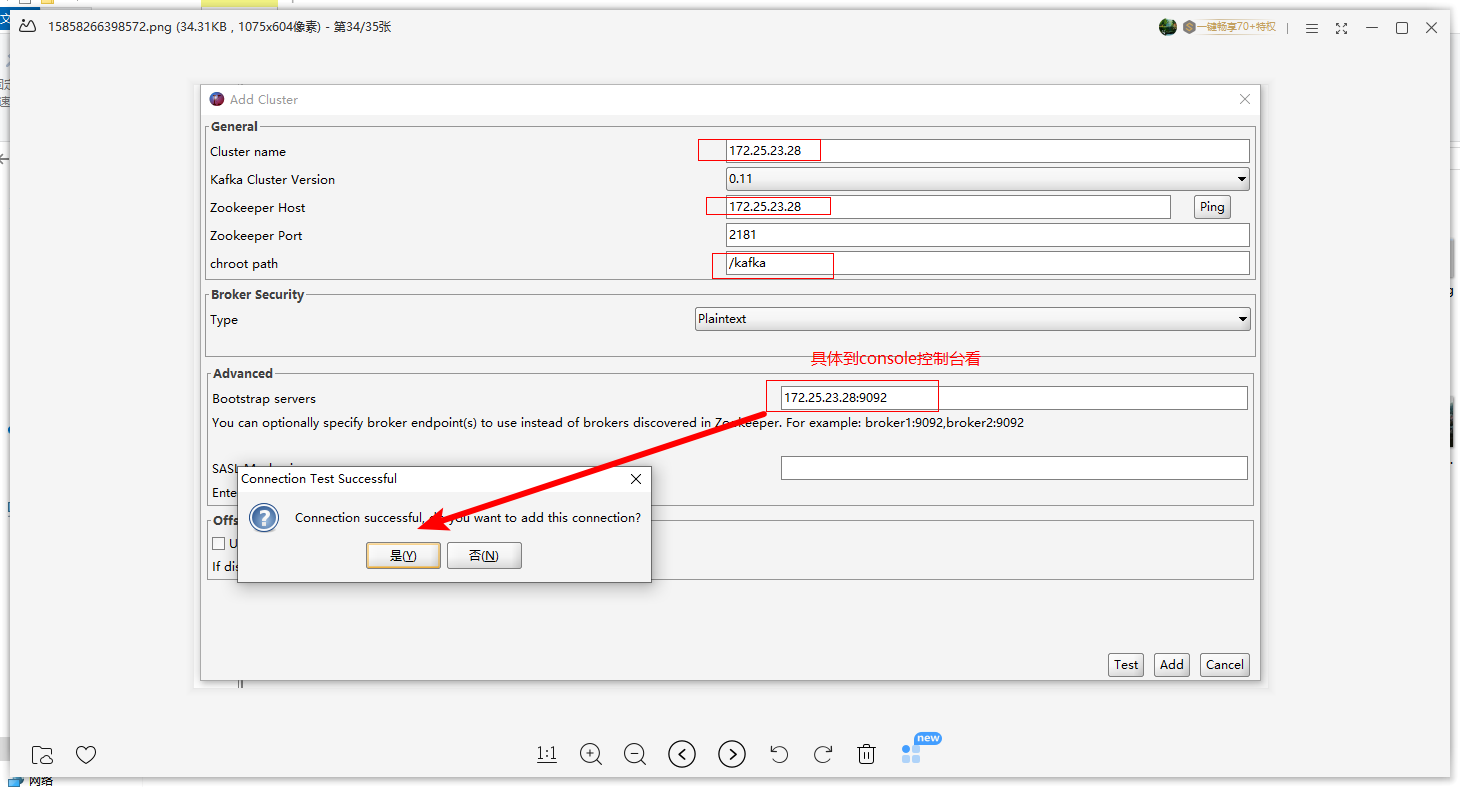 文
15858266398572.png (34.31KB , 1075x604像素) - 第34/35张
一键畅享70+特权
Add Cluster
General
Cluster name
172.25.23.28
Kafka Cluster Version
0.11
Zookeeper Host
172.25.23.28
Ping
Zookeeper Port
2181
chroot path
/kafka
Broker Security
Type
Plaintext
具体到console控制台看
Advanced
Bootstrap servers
172.25.23.28:9092
You can optionally specify broker endpoint(s) to use instead of brokers discovered in Zookeeper. For example: broker1:9092,broker2:9092
SASL
Connection Test Successful
Ente
Connection successful, do you want to add this connection?
Offs
U
是(Y)
否(N)
If dis
Test
Add
Cancel
1:1
new
网络